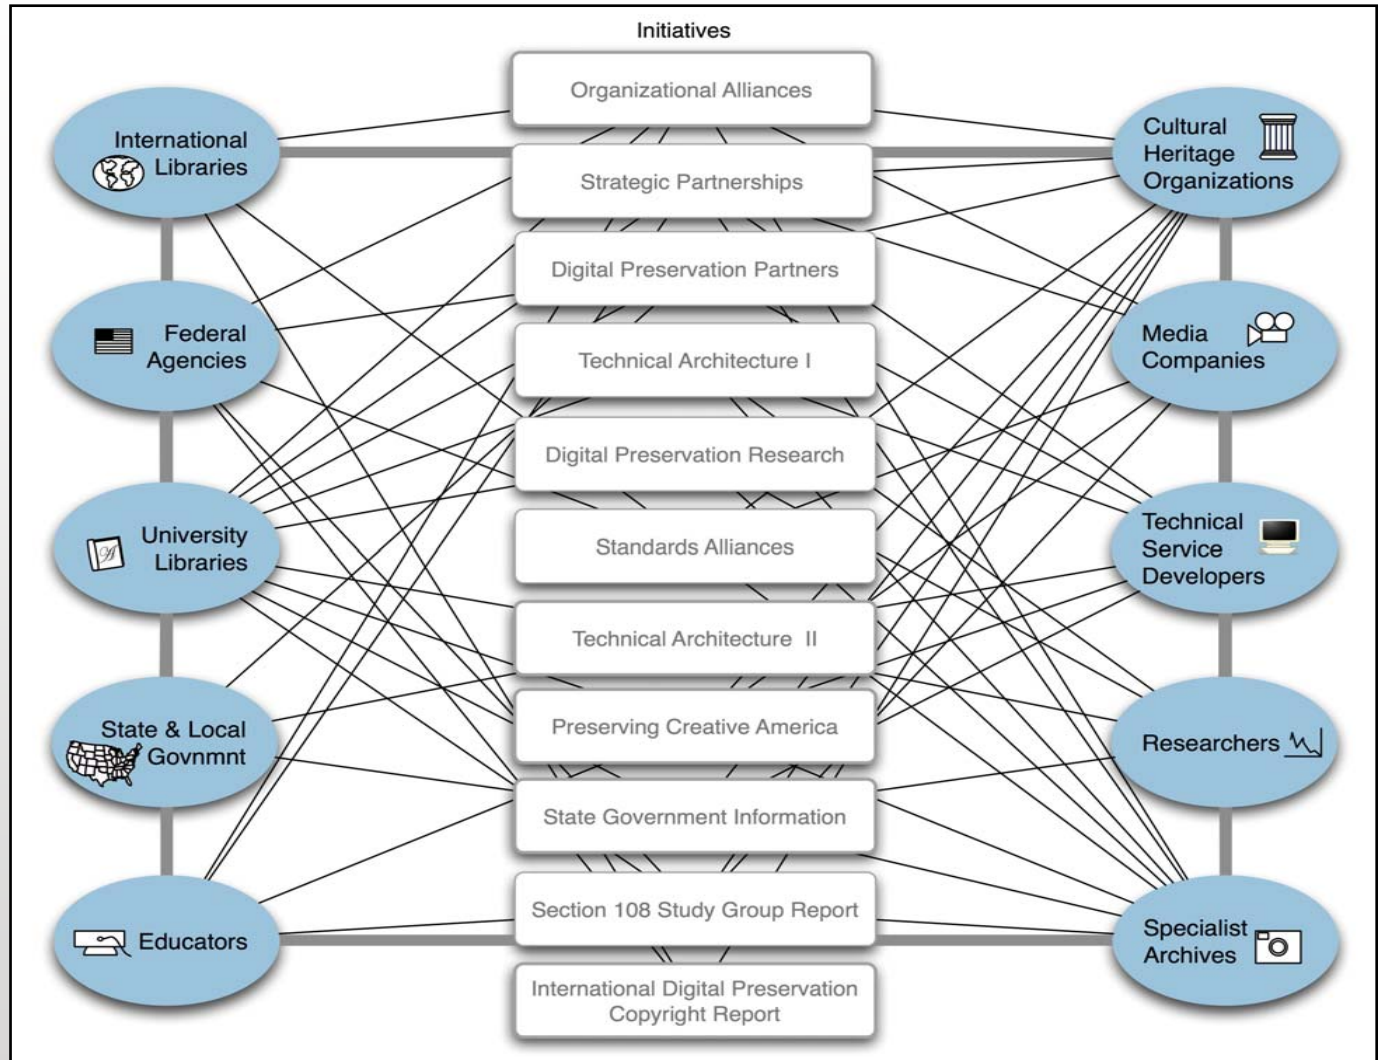 Initiatives
Organizational Alliances
Strategic Partnerships
Digital Preservation Partners
Technical Architecture I
Digital Preservation Research
Standards Alliances
Technical Architecture II
Preserving Creative America
State Government Information
Section 108 Study Group Report
International Digital Preservation
Copyright Report
International
Libraries
Federal
Agencies
University
Libraries
State & Local
Govnmnt
Educators
Cultural
Heritage
Organizations
Media
Companies
Technical
Service
Developers
Researchers
Specialist
Archives